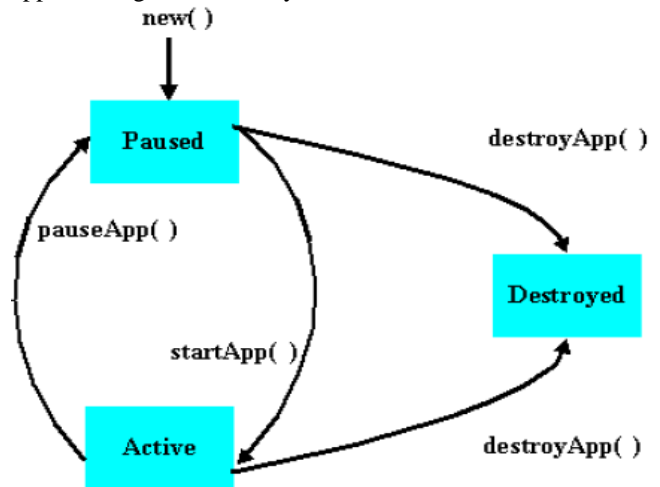 new( )
Paused
destroyApp( )
pauseApp( )
Destroyed
startApp( )
Active
destroyApp( )